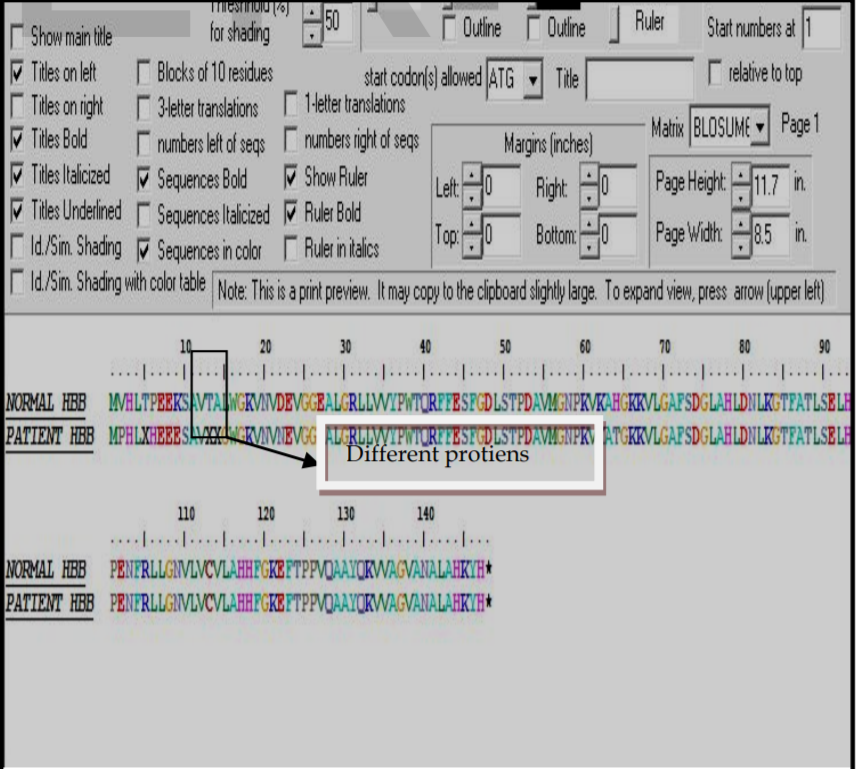 Threshold (%)
for shading
50
Outline
Outline
Ruler
Start numbers at 1
Show main title
Titles on left
Blocks of 10 residues
start codon(s) allowed ATG
Title
relative to top
Titles on right
3-letter translations
1-letter translations
Titles Bold
numbers left of seqs
numbers right of seqs
Margins (inches)
Matrix BLOSUM6
Page 1
Titles Italicized
Sequences Bold
Show Ruler
Left: 0
Right: 0
Page Height: 11.7 in.
Titles Underlined
Sequences Italicized
Ruler Bold
Top: 0
Bottom: 0
Page Width: 8.5 in.
Id./Sim. Shading
Sequences in color
Ruler in italics
Id./Sim. Shading with color table
Note: This is a print preview. It may copy to the clipboard slightly large. To expand view, press arrow (upper left)
10 20 30 40 50 60 70 80 90
NORMAL HBB MVHLTPEEKSAVTALWGKVNVDEVGGEALGRLLVVYPWTQRFFESFGDLSTPDAVMGNPKVKAHGKKVLGAFSDGLAHLDNLKGTFATLSELH
PATIENT HBB MPHLXHEEESAVXXGWGKVNVNEVGG ALGRLLVVYPWTQRFFESFGDLSTPDAVMGNPKV ATGKKVLGAFSDGLAHLDNLKGTFATLSELH
Different protiens
110 120 130 140
NORMAL HBB PENFRLLGNVLVCVLAHHFGKEFTPPVQAAYQKVVAGVANALAHKYH*
PATIENT HBB PENFRLLGNVLVCVLAHHFGKEFTPPVQAAYQKVVAGVANALAHKYH*